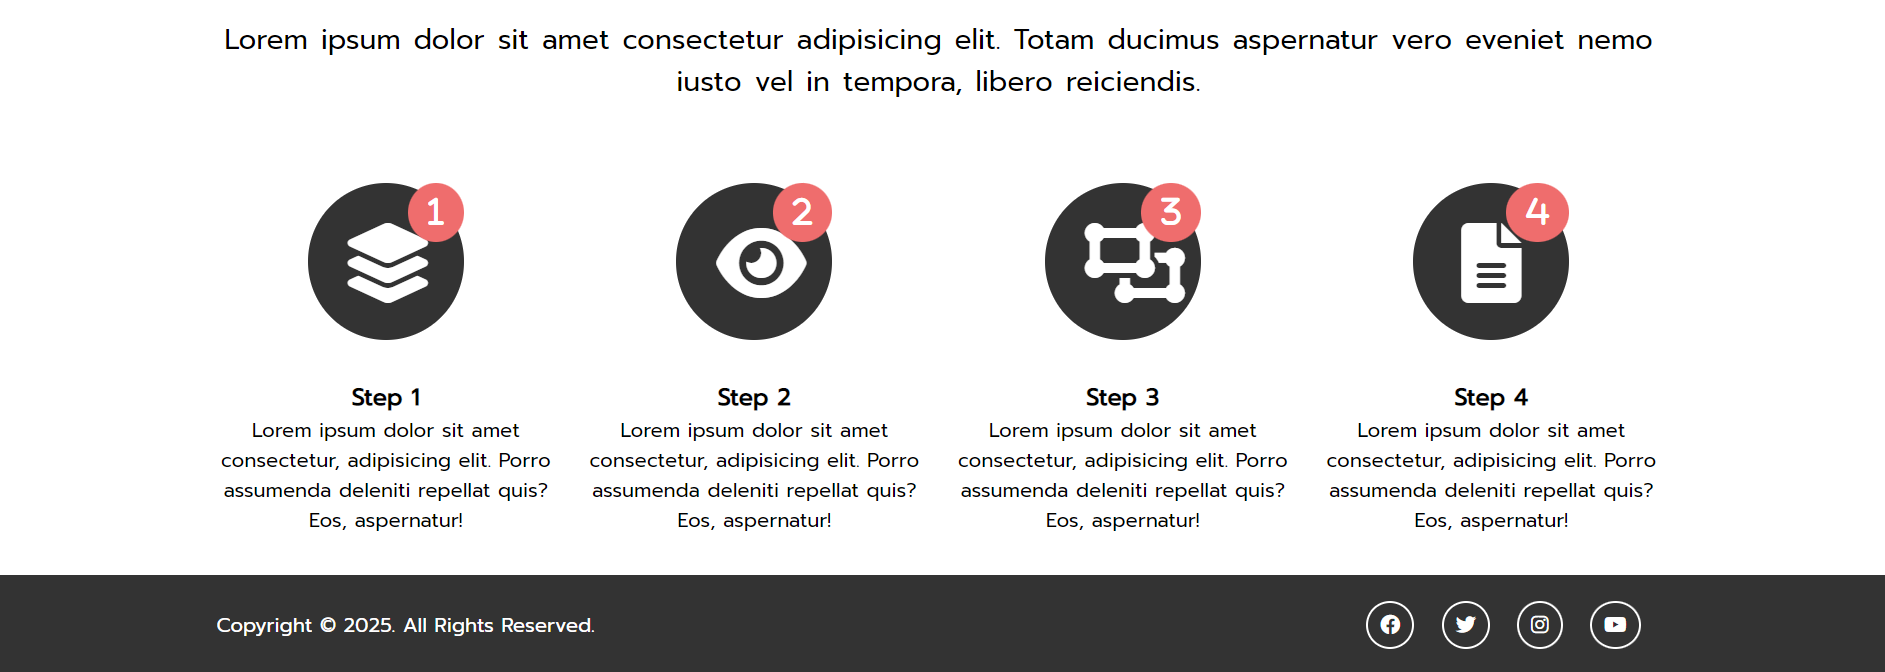 Lorem ipsum dolor sit amet consectetur adipisicing elit. Totam ducimus aspernatur vero eveniet nemo
iusto vel in tempora, libero reiciendis.
1
2
3
4
Step 1
Lorem ipsum dolor sit amet
consectetur, adipisicing elit. Porro
assumenda deleniti repellat quis?
Eos, aspernatur!
Step 2
Lorem ipsum dolor sit amet
consectetur, adipisicing elit. Porro
assumenda deleniti repellat quis?
Eos, aspernatur!
Step 3
Lorem ipsum dolor sit amet
consectetur, adipisicing elit. Porro
assumenda deleniti repellat quis?
Eos, aspernatur!
Step 4
Lorem ipsum dolor sit amet
consectetur, adipisicing elit. Porro
assumenda deleniti repellat quis?
Eos, aspernatur!
Copyright © 2025. All Rights Reserved.